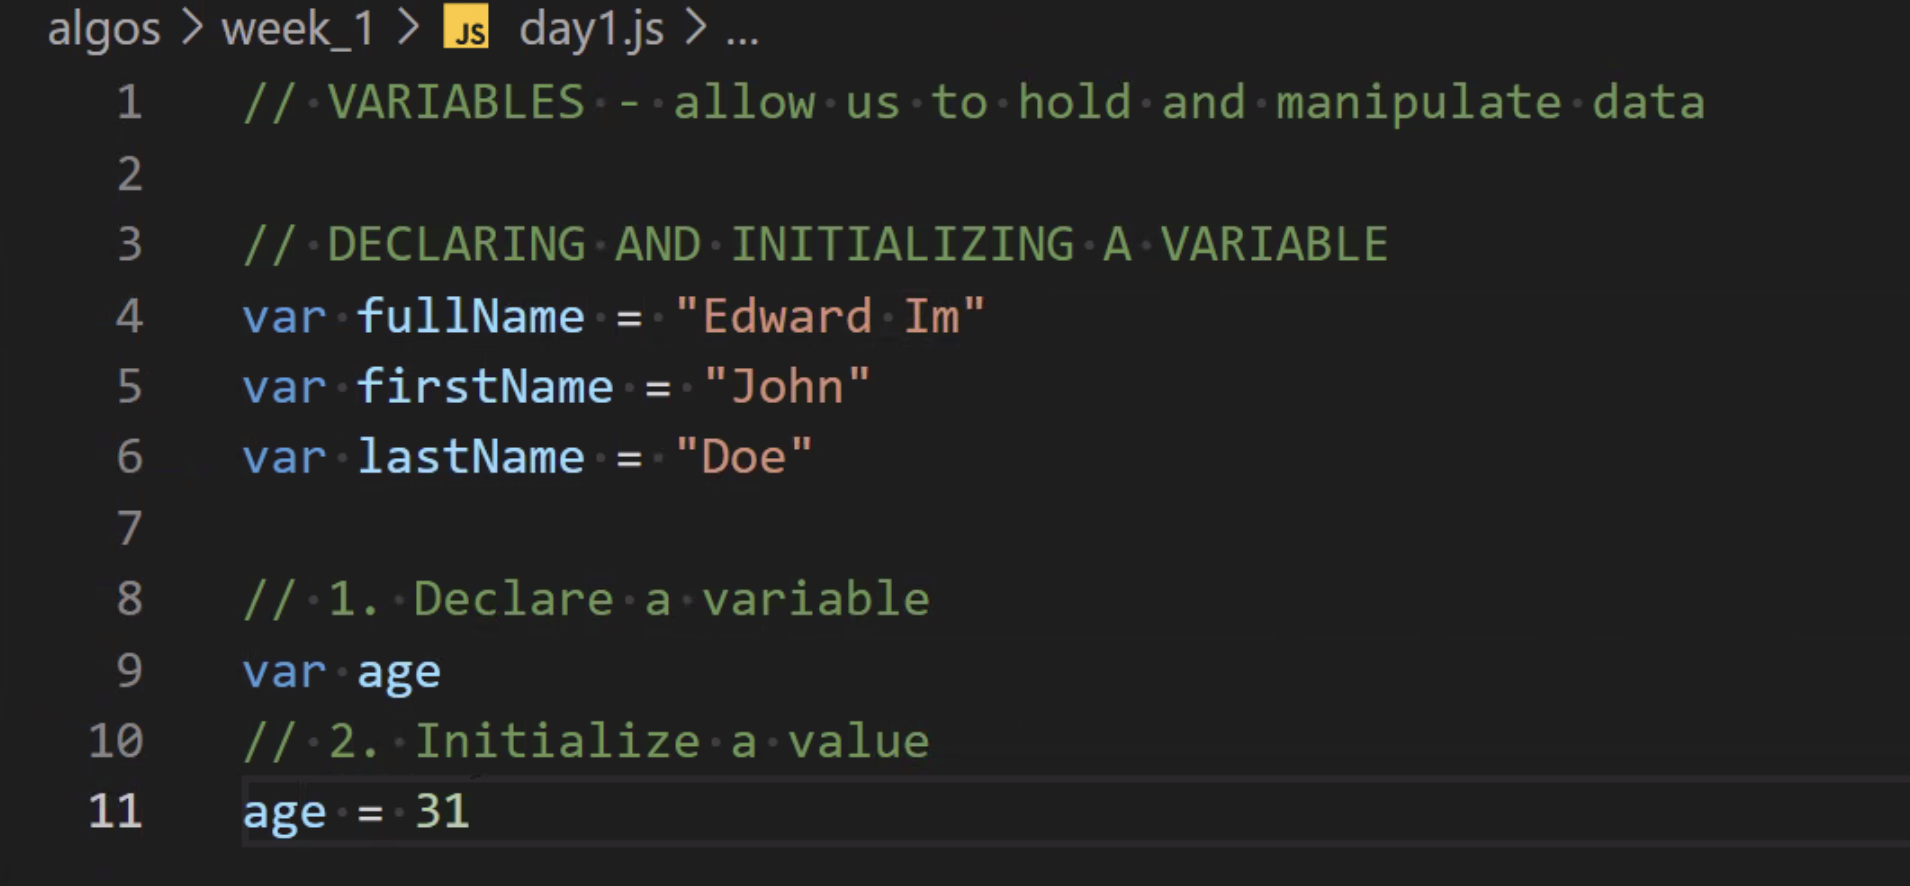 algos > week_1 > JS day1.js > ...
1 // VARIABLES - allow us to hold and manipulate data
2
3 // DECLARING AND INITIALIZING A VARIABLE
4 var fullName = "Edward Im"
5 var firstName = "John"
6 var lastName = "Doe"
7
8 // 1. Declare a variable
9 var age
10 // 2. Initialize a value
11 age = 31